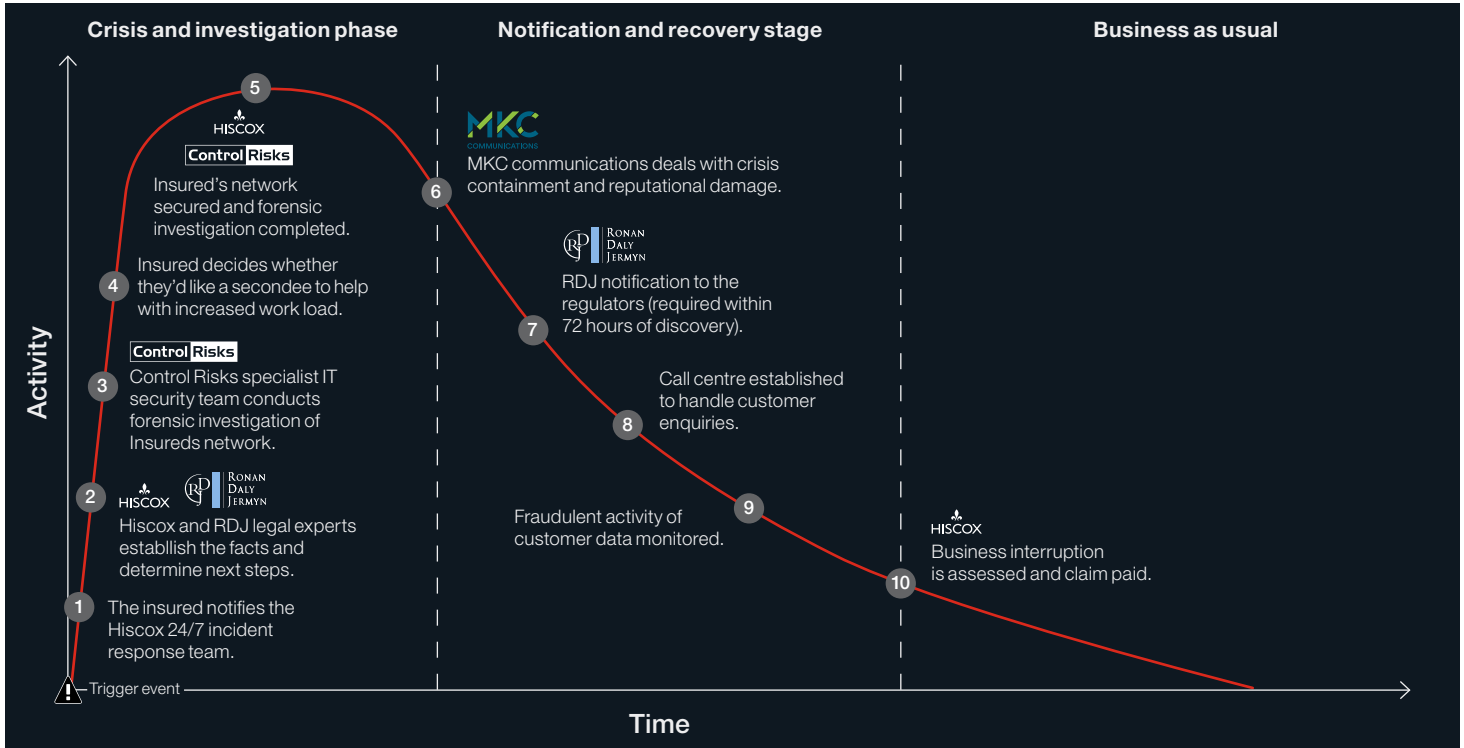 Crisis and investigation phase
Notification and recovery stage
Business as usual
Activity
5
HISCOX
Control Risks
Insured's network
secured and forensic
investigation completed.
4
Insured decides whether
they'd like a secondee to help
with increased work load.
3
Control Risks
Control Risks specialist IT
security team conducts
forensic investigation of
Insureds network.
2
HISCOX
RDJ
RONAN
DALY
JERMYN
Hiscox and RDJ legal experts
establlish the facts and
determine next steps.
1
The insured notifies the
Hiscox 24/7 incident
response team.
!
Trigger event
6
MKC
COMMUNICATIONS
MKC communications deals with crisis
containment and reputational damage.
7
RDJ
RONAN
DALY
JERMYN
RDJ notification to the
regulators (required within
72 hours of discovery).
8
Call centre established
to handle customer
enquiries.
9
Fraudulent activity of
customer data monitored.
10
HISCOX
Business interruption
is assessed and claim paid.
Time